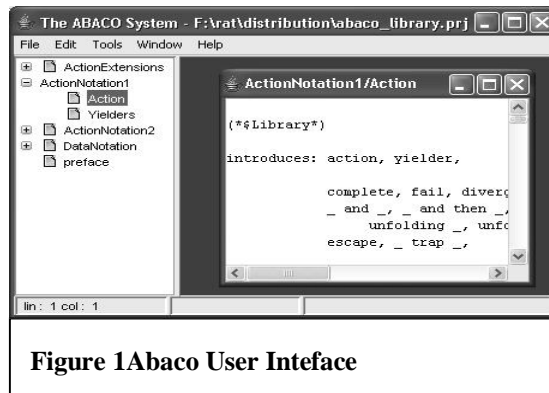 The ABACO System - F:\rat\distribution\abaco_library.prj
File Edit Tools Window Help
ActionExtensions
ActionNotation1
Action
Yielders
ActionNotation2
DataNotation
preface
ActionNotation1/Action
(*$Library*)
introduces: action, yielder,
complete, fail, diverg
_ and _, _ and then _,
unfolding _, unfo
escape, _ trap _,
lin: 1 col: 1
Figure 1Abaco User Inteface